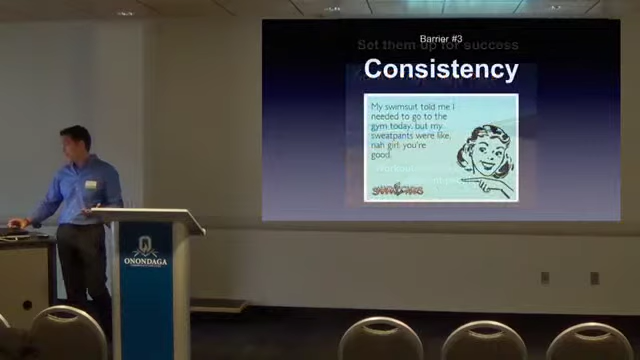 Barrier #3
Set them up for success
Consistency
My swimsuit told me I
needed to go to the
gym today, but my
sweatpants were like,
nah girl you're
good.
ONONDAGA